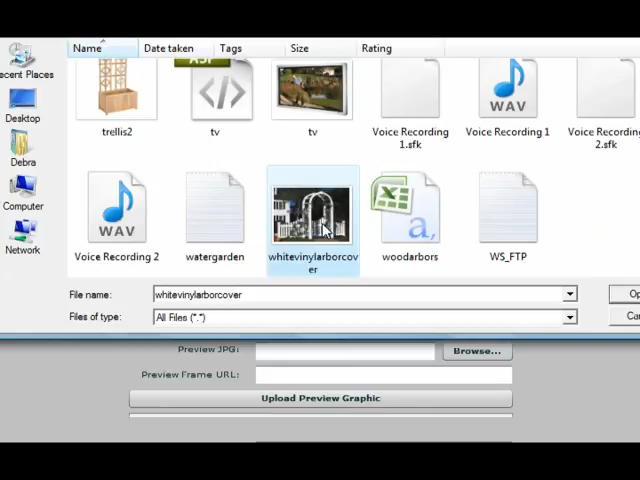 Name Date taken Tags Size Rating
ecent Places
Desktop
Debra
Computer
Network
trellis2 tv tv Voice Recording 1.sfk Voice Recording 1 Voice Recording 2.sfk
WAV
WAV
Voice Recording 2 watergarden whitevinylarborcov
er woodarbors WS_FTP
a,
File name: whitevinylarborcover Op
Files of type: All Files (*.*) Can
Preview JPG: Browse...
Preview Frame URL:
Upload Preview Graphic